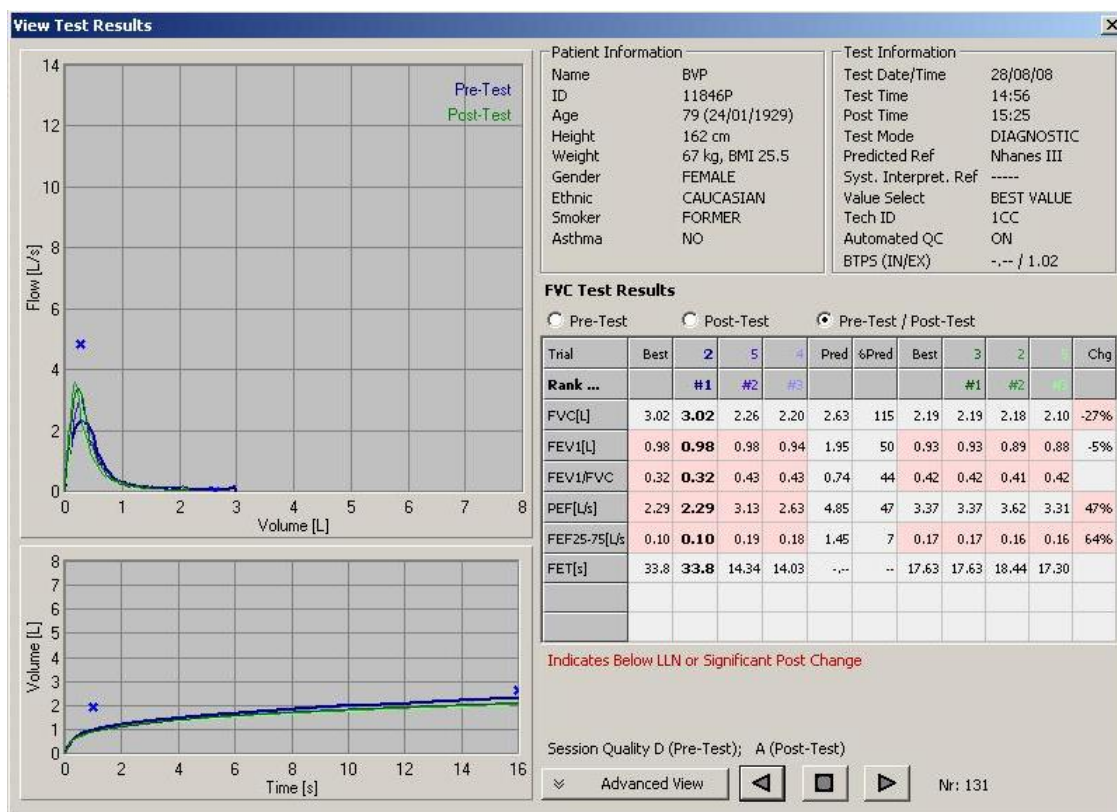 View Test Results
14
12
10
8
6
4
2
0
Flow [L/s]
Pre-Test
Post-Test
0 1 2 3 4 5 6 7 8
Volume [L]
8
7
6
5
4
3
2
1
0
Volume [L]
0 2 4 6 8 10 12 14 16
Time [s]
Patient Information
Name BVP
ID 11846P
Age 79 (24/01/1929)
Height 162 cm
Weight 67 kg, BMI 25.5
Gender FEMALE
Ethnic CAUCASIAN
Smoker FORMER
Asthma NO
Test Information
Test Date/Time 28/08/08
Test Time 14:56
Post Time 15:25
Test Mode DIAGNOSTIC
Predicted Ref Nhanes III
Syst. Interpret. Ref -----
Value Select BEST VALUE
Tech ID 1CC
Automated QC ON
BTPS (IN/EX) -.-- / 1.02
FVC Test Results
Pre-Test Post-Test Pre-Test / Post-Test
Trial Best 2 5 4 Pred %Pred Best 3 2 Chg
Rank ... #1 #2 #3 #1 #2
FVC[L] 3.02 3.02 2.26 2.20 2.63 115 2.19 2.19 2.18 2.10 -27%
FEV1[L] 0.98 0.98 0.98 0.94 1.95 50 0.93 0.93 0.89 0.88 -5%
FEV1/FVC 0.32 0.32 0.43 0.43 0.74 44 0.42 0.42 0.41 0.42
PEF[L/s] 2.29 2.29 3.13 2.63 4.85 47 3.37 3.37 3.62 3.31 47%
FEF25-75[L/s 0.10 0.10 0.19 0.18 1.45 7 0.17 0.17 0.16 0.16 64%
FET[s] 33.8 33.8 14.34 14.03 -.-- -- 17.63 17.63 18.44 17.30
Indicates Below LLN or Significant Post Change
Session Quality D (Pre-Test); A (Post-Test)
Advanced View Nr: 131